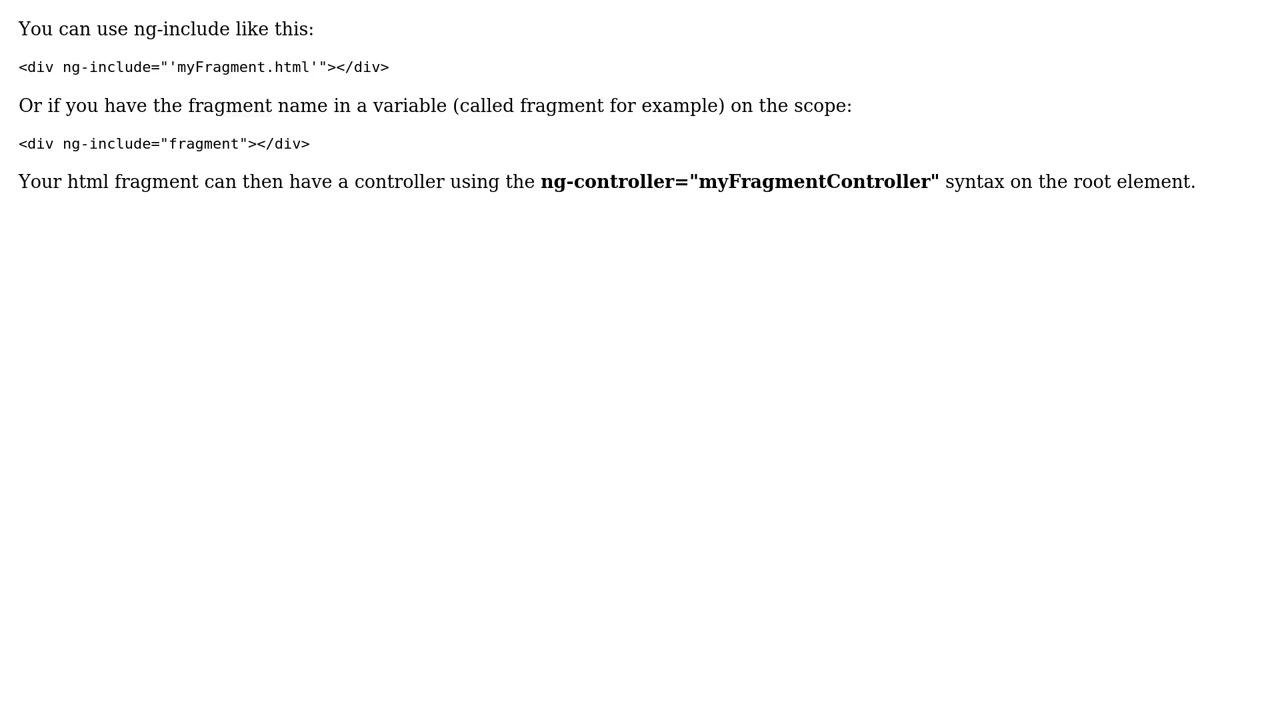 You can use ng-include like this:
<div ng-include="'myFragment.html'"></div>
Or if you have the fragment name in a variable (called fragment for example) on the scope:
<div ng-include="fragment"></div>
Your html fragment can then have a controller using the ng-controller="myFragmentController" syntax on the root element.